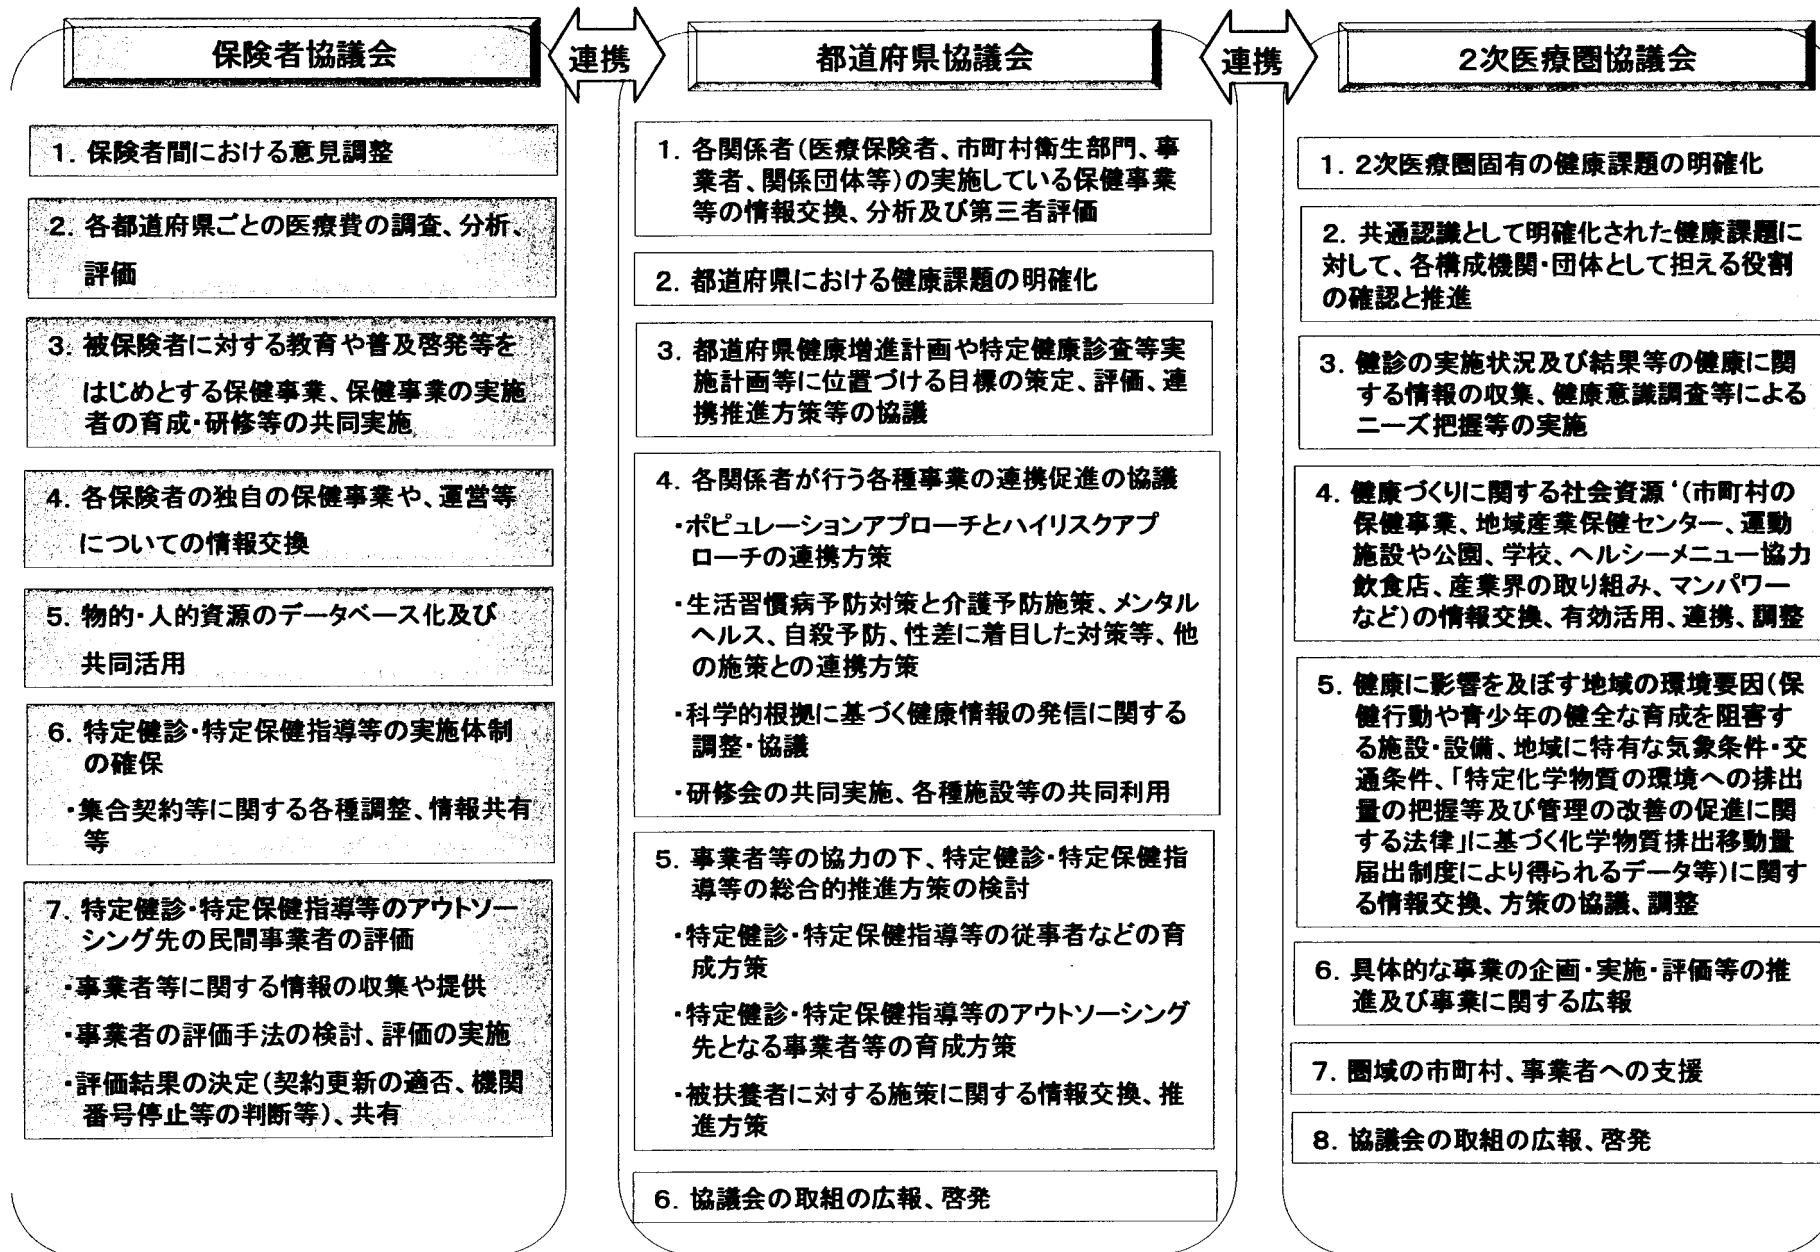 保険者協議会
1. 保険者間における意見調整
2. 各都道府県ごとの医療費の調査、分析、
評価
3. 被保険者に対する教育や普及啓発等を
はじめとする保健事業、保健事業の実施
者の育成・研修等の共同実施
4. 各保険者の独自の保健事業や、運営等
についての情報交換
5. 物的・人的資源のデータベース化及び
共同活用
6. 特定健診・特定保健指導等の実施体制
の確保
・集合契約等に関する各種調整、情報共有
等
7. 特定健診・特定保健指導等のアウトソー
シング先の民間事業者の評価
・事業者等に関する情報の収集や提供
・事業者の評価手法の検討、評価の実施
・評価結果の決定(契約更新の適否、機関
番号停止等の判断等)、共有
連携
都道府県協議会
1. 各関係者(医療保険者、市町村衛生部門、事
業者、関係団体等)の実施している保健事業
等の情報交換、分析及び第三者評価
2. 都道府県における健康課題の明確化
3. 都道府県健康増進計画や特定健康診査等実
施計画等に位置づける目標の策定、評価、連
携推進方策等の協議
4. 各関係者が行う各種事業の連携促進の協議
・ポピュレーションアプローチとハイリスクアプ
ローチの連携方策
・生活習慣病予防対策と介護予防施策、メンタル
ヘルス、自殺予防、性差に着目した対策等、他
の施策との連携方策
・科学的根拠に基づく健康情報の発信に関する
調整・協議
・研修会の共同実施、各種施設等の共同利用
5. 事業者等の協力の下、特定健診・特定保健指
導等の総合的推進方策の検討
・特定健診・特定保健指導等の従事者などの育
成方策
・特定健診・特定保健指導等のアウトソーシング
先となる事業者等の育成方策
・被扶養者に対する施策に関する情報交換、推
進方策
6. 協議会の取組の広報、啓発
連携
2次医療圏協議会
1. 2次医療圏固有の健康課題の明確化
2. 共通認識として明確化された健康課題に
対して、各構成機関・団体として担える役割
の確認と推進
3. 健診の実施状況及び結果等の健康に関
する情報の収集、健康意識調査等による
ニーズ把握等の実施
4. 健康づくりに関する社会資源‘(市町村の
保健事業、地域産業保健センター、運動
施設や公園、学校、ヘルシーメニュー協力
飲食店、産業界の取り組み、マンパワー
など)の情報交換、有効活用、連携、調整
5. 健康に影響を及ぼす地域の環境要因(保
健行動や青少年の健全な育成を阻害す
る施設・設備、地域に特有な気象条件・交
通条件、「特定化学物質の環境への排出
量の把握等及び管理の改善の促進に関
する法律」に基づく化学物質排出移動量
届出制度により得られるデータ等)に関す
る情報交換、方策の協議、調整
6. 具体的な事業の企画・実施・評価等の推
進及び事業に関する広報
7. 圏域の市町村、事業者への支援
8. 協議会の取組の広報、啓発